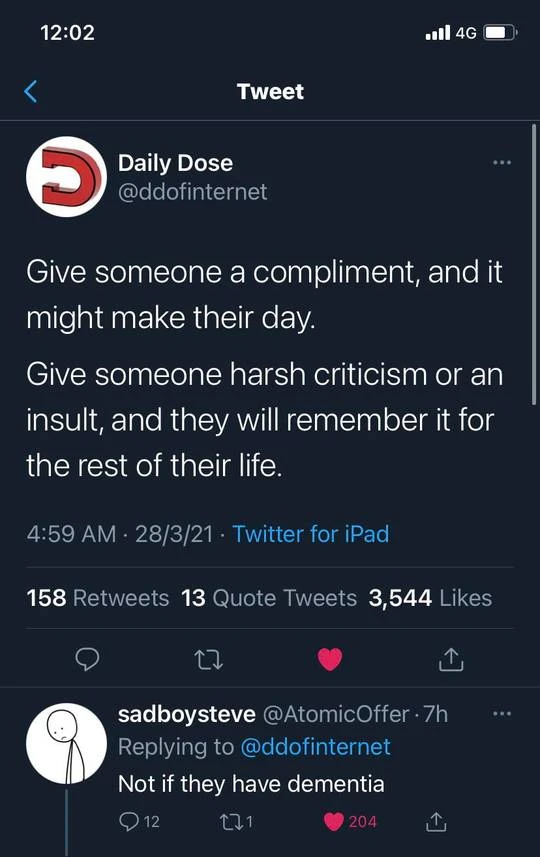 12:02
4G
Tweet
Daily Dose
@ddofinternet
Give someone a compliment, and it
might make their day.
Give someone harsh criticism or an
insult, and they will remember it for
the rest of their life.
4:59 AM · 28/3/21 · Twitter for iPad
158 Retweets 13 Quote Tweets 3,544 Likes
sadboysteve @AtomicOffer · 7h
Replying to @ddofinternet
Not if they have dementia
12 1 204